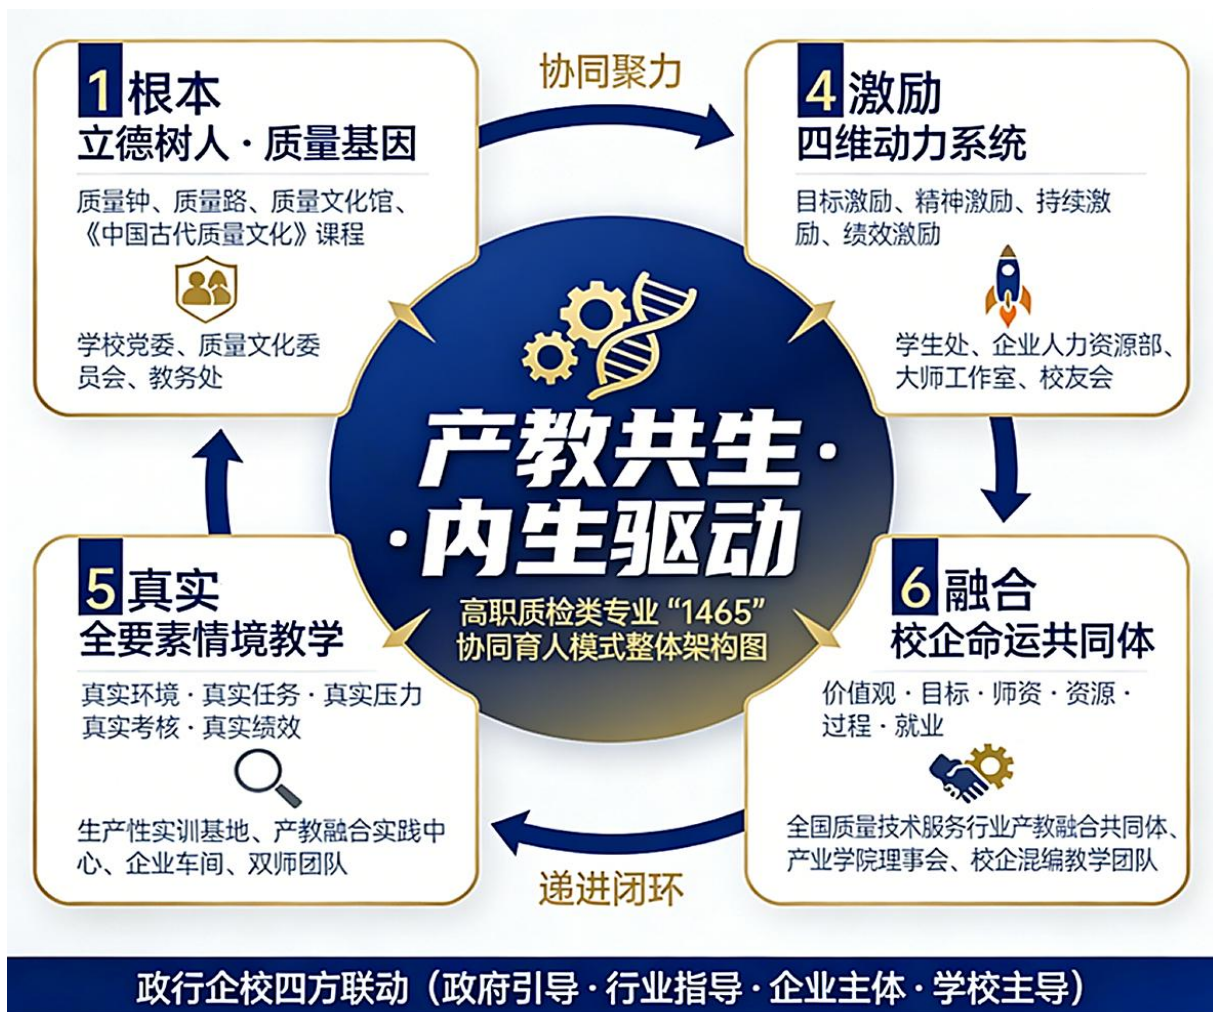 1 根本
立德树人·质量基因
质量钟、质量路、质量文化馆、
《中国古代质量文化》课程
学校党委、质量文化委
员会、教务处
协同聚力
4 激励
四维动力系统
目标激励、精神激励、持续激
励、绩效激励
学生处、企业人力资源部、
大师工作室、校友会
产教共生·
·内生驱动
高职质检类专业“1465”
协同育人模式整体架构图
5 真实
全要素情境教学
真实环境·真实任务·真实压力
真实考核·真实绩效
生产性实训基地、产教融合实践中
心、企业车间、双师团队
6 融合
校企命运共同体
价值观·目标·师资·资源·
过程·就业
全国质量技术服务行业产教融合共同体、
产业学院理事会、校企混编教学团队
递进闭环
政行企校四方联动（政府引导·行业指导·企业主体·学校主导）